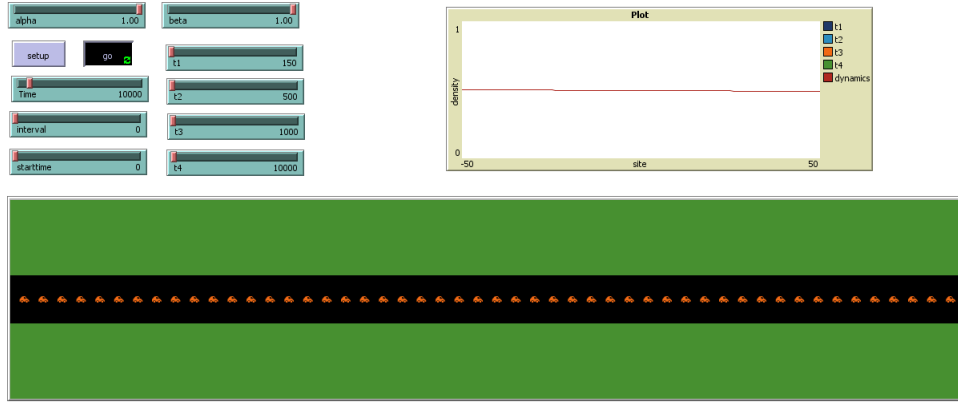 alpha 1.00
beta 1.00
setup
go
t1 150
Time 10000
t2 500
interval 0
t3 1000
starttime 0
t4 10000
Plot
1
density
0
-50
site
50
t1
t2
t3
t4
dynamics